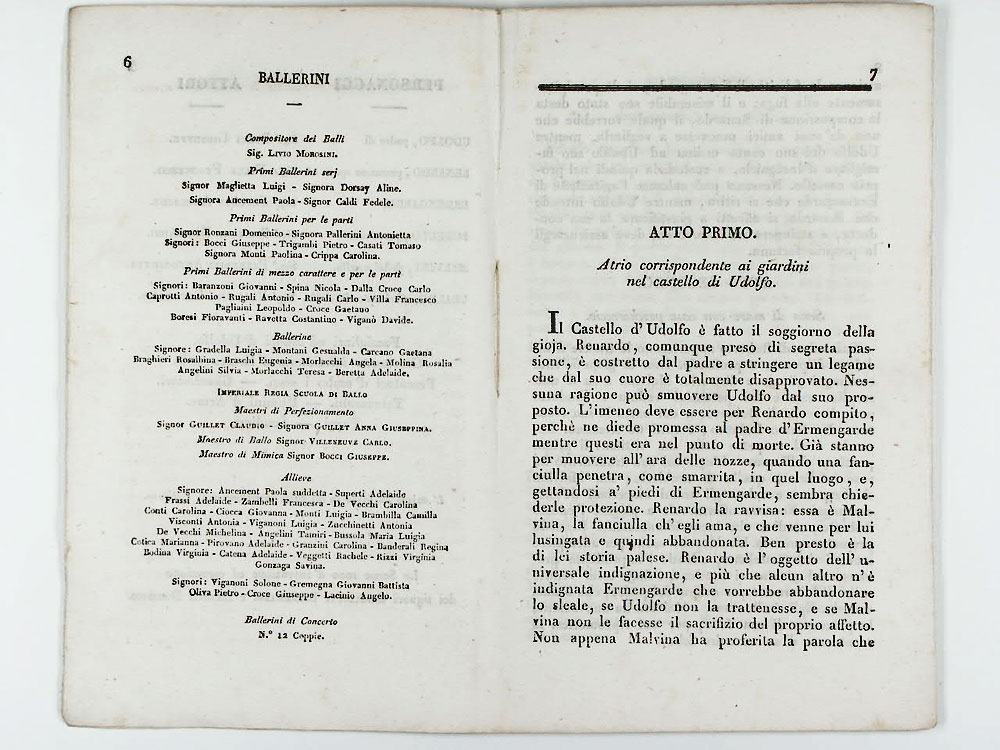 6
BALLERINI
Compositore dei Balli
Sig. Livio Morosini.
Primi Ballerini serj
Signor Maglietta Luigi - Signora Dorsay Aline.
Signora Ancement Paola - Signor Caldi Fedele.
Primi Ballerini per le parti
Signor Ronzani Domenico - Signora Pallerini Antonietta
Signori: Bocci Giuseppe - Trigambi Pietro - Casati Tomaso
Signora Monti Paolina - Crippa Carolina.
Primi Ballerini di mezzo carattere e per le parti
Signori: Baranzoni Giovanni - Spina Nicola - Dalla Croce Carlo
Caprotti Antonio - Rugali Antonio - Rugali Carlo - Villa Francesco
Pagliaini Leopoldo - Croce Gaetano
Boresi Fioravanti - Ravetta Costantino - Viganò Davide.
Ballerine
Signore: Gradella Luigia - Montani Gesualda - Carcano Gaetana
Braghieri Rosalbina - Braschi Eugenia - Morlacchi Angela - Molina Rosalia
Angelini Silvia - Morlacchi Teresa - Beretta Adelaide.
Imperiale Regia Scuola di Ballo
Maestri di Perfezionamento
Signor Guillet Claudio - Signora Guillet Anna Giuseppina.
Maestro di Ballo Signor Villeneuve Carlo.
Maestro di Mimica Signor Bocci Giuseppe.
Allieve
Signore: Ancement Paola suddetta - Superti Adelaide
Frassi Adelaide - Zambelli Francesca - De Vecchi Carolina
Conti Carolina - Ciocca Giovanna - Monti Luigia - Brambilla Camilla
Visconti Antonia - Viganoni Luigia - Zucchinetti Antonia
De Vecchi Michelina - Angelini Tamiri - Bussola Maria Luigia
Cotica Marianna - Pirovano Adelaide - Granzini Carolina - Banderali Regina
Bodina Virginia - Catena Adelaide - Veggetti Rachele - Rizzi Virginia
Gonzaga Savina.
Signori: Viganoni Solone - Gremegna Giovanni Battista
Oliva Pietro - Croce Giuseppe - Lacinio Angelo.
Ballerini di Concerto
N.° 12 Coppie.
7
ATTO PRIMO.
Atrio corrispondente ai giardini
nel castello di Udolfo.
Il Castello d' Udolfo è fatto il soggiorno della
gioja. Renardo, comunque preso di segreta pas-
sione, è costretto dal padre a stringere un legame
che dal suo cuore è totalmente disapprovato. Nes-
suna ragione può smuovere Udolfo dal suo pro-
posto. L'imeneo deve essere per Renardo compito,
perchè ne diede promessa al padre d'Ermengarde
mentre questi era nel punto di morte. Già stanno
per muovere all' ara delle nozze, quando una fan-
ciulla penetra, come smarrita, in quel luogo, e,
gettandosi a' piedi di Ermengarde, sembra chie-
derle protezione. Renardo la ravvisa: essa è Mal-
vina, la fanciulla ch' egli ama, e che venne per lui
lusingata e quindi abbandonata. Ben presto è la
di lei storia palese. Renardo è l'oggetto dell' u-
niversale indignazione, e più che alcun altro n'è
indignata Ermengarde che vorrebbe abbandonare
lo sleale, se Udolfo non la trattenesse, e se Mal-
vina non le facesse il sacrifizio del proprio affetto.
Non appena Malvina ha proferita la parola che